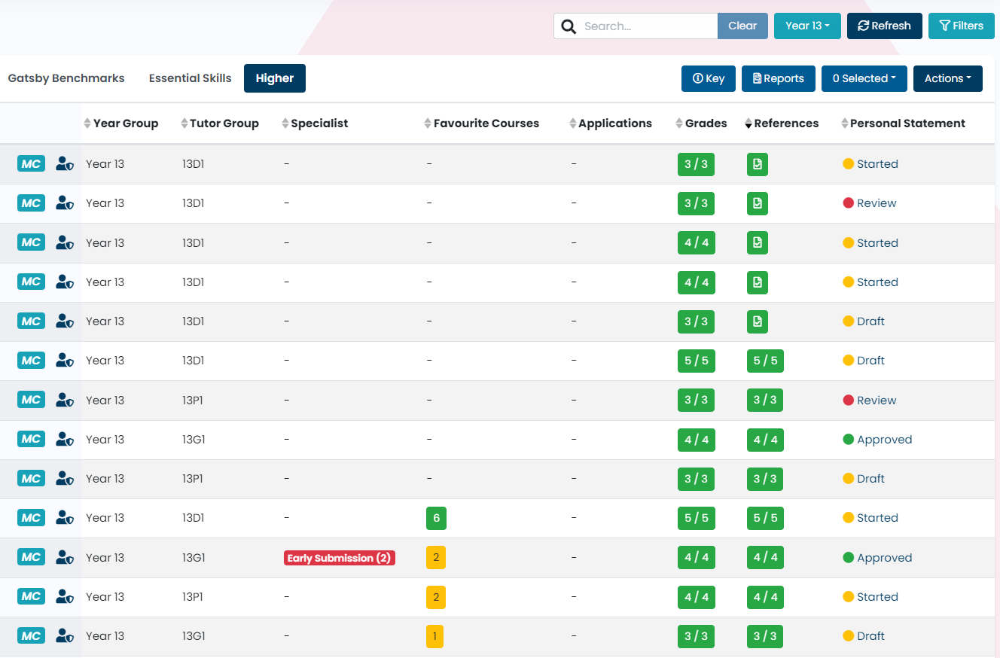 Search... Clear Year 13 Refresh Filters
Gatsby Benchmarks Essential Skills Higher Key Reports 0 Selected Actions
Year Group Tutor Group Specialist Favourite Courses Applications Grades References Personal Statement
MC Year 13 13D1 - - - 3 / 3 Started
MC Year 13 13D1 - - - 3 / 3 Review
MC Year 13 13D1 - - - 4 / 4 Started
MC Year 13 13D1 - - - 4 / 4 Started
MC Year 13 13D1 - - - 3 / 3 Draft
MC Year 13 13D1 - - - 5 / 5 5 / 5 Draft
MC Year 13 13P1 - - - 3 / 3 3 / 3 Review
MC Year 13 13G1 - - - 4 / 4 4 / 4 Approved
MC Year 13 13P1 - - - 3 / 3 3 / 3 Draft
MC Year 13 13D1 - 6 - 5 / 5 5 / 5 Started
MC Year 13 13G1 Early Submission (2) 2 - 4 / 4 4 / 4 Approved
MC Year 13 13P1 - 2 - 4 / 4 4 / 4 Started
MC Year 13 13G1 - 1 - 3 / 3 3 / 3 Draft